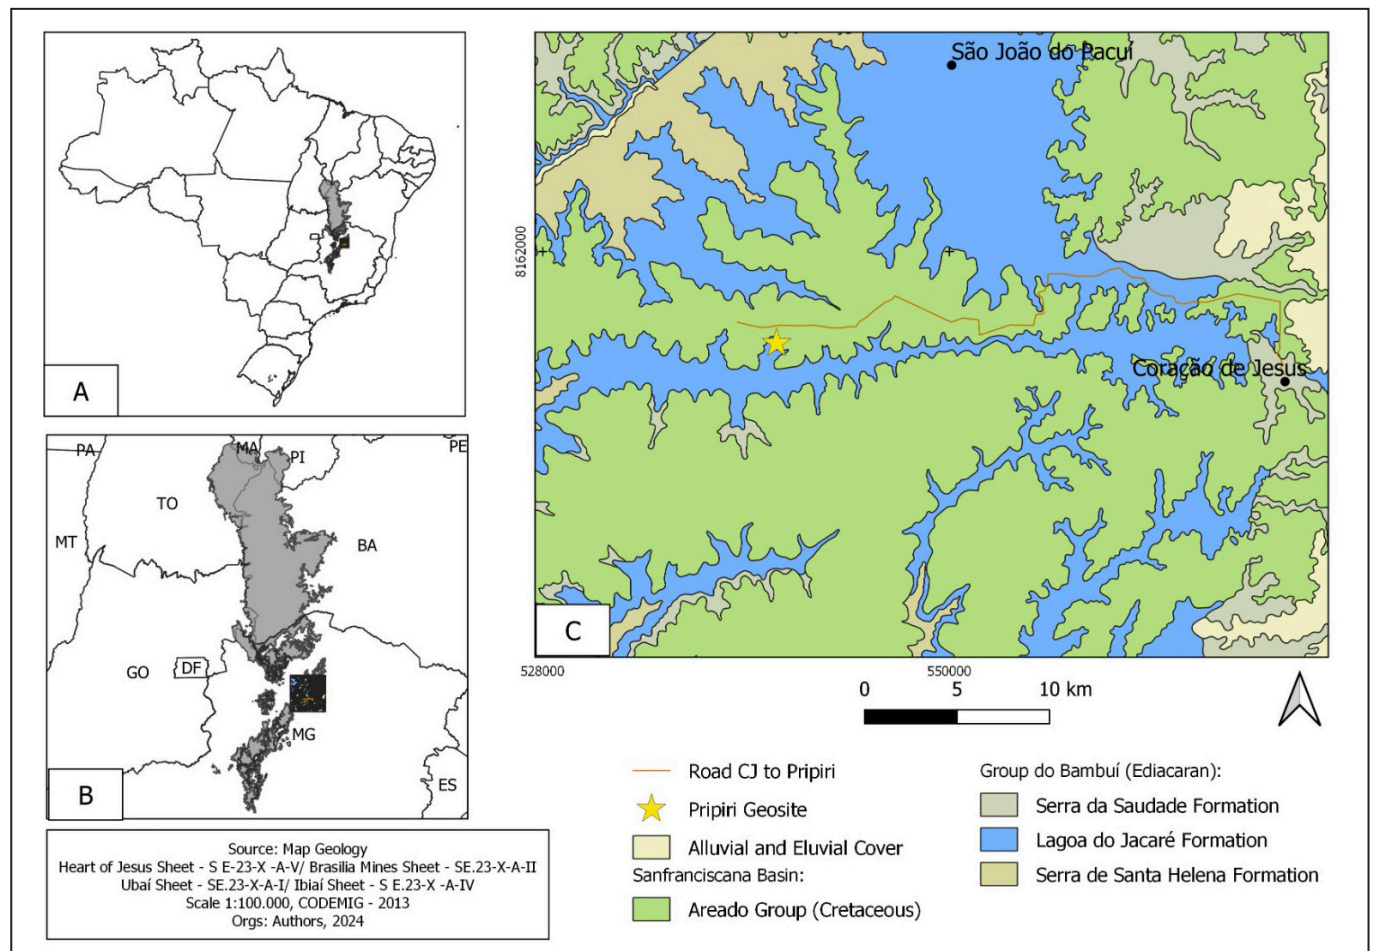 A
PA
MA
PI
PE
TO
MT
BA
GO
DF
MG
ES
B
Source: Map Geology
Heart of Jesus Sheet - S E-23-X -A-V/ Brasilia Mines Sheet - SE.23-X-A-II
Ubaí Sheet - SE.23-X-A-I/ Ibiaí Sheet - S E.23-X -A-IV
Scale 1:100.000, CODEMIG - 2013
Orgs: Authors, 2024
São João do Pacuí
8162000
Coração de Jesus
C
528000
550000
0 5 10 km
Road CJ to Pripiri
Pripiri Geosite
Alluvial and Eluvial Cover
Sanfranciscana Basin:
Areado Group (Cretaceous)
Group do Bambuí (Ediacaran):
Serra da Saudade Formation
Lagoa do Jacaré Formation
Serra de Santa Helena Formation